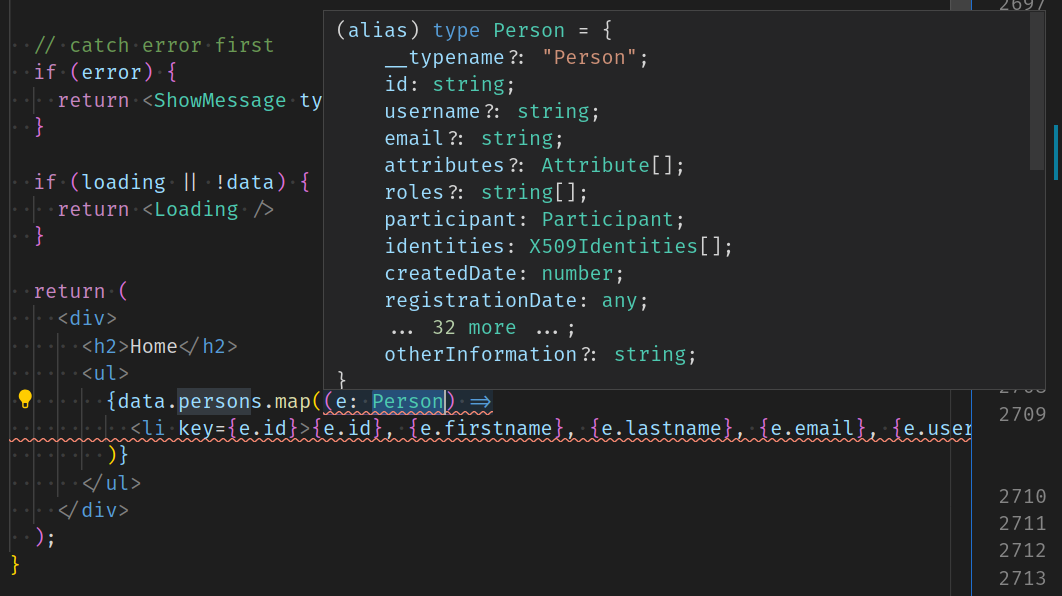 2697
// catch error first
if (error) {
return <ShowMessage ty
}
if (loading || !data) {
return <Loading />
}
return (
<div>
<h2>Home</h2>
<ul>
{data.persons.map((e: Person) =>
<li key={e.id}>{e.id}, {e.firstname}, {e.lastname}, {e.email}, {e.user
)}
</ul>
</div>
);
}
(alias) type Person = {
__typename?: "Person";
id: string;
username?: string;
email?: string;
attributes?: Attribute[];
roles?: string[];
participant: Participant;
identities: X509Identities[];
createdDate: number;
registrationDate: any;
... 32 more ...;
otherInformation?: string;
}
2708
2709
2710
2711
2712
2713